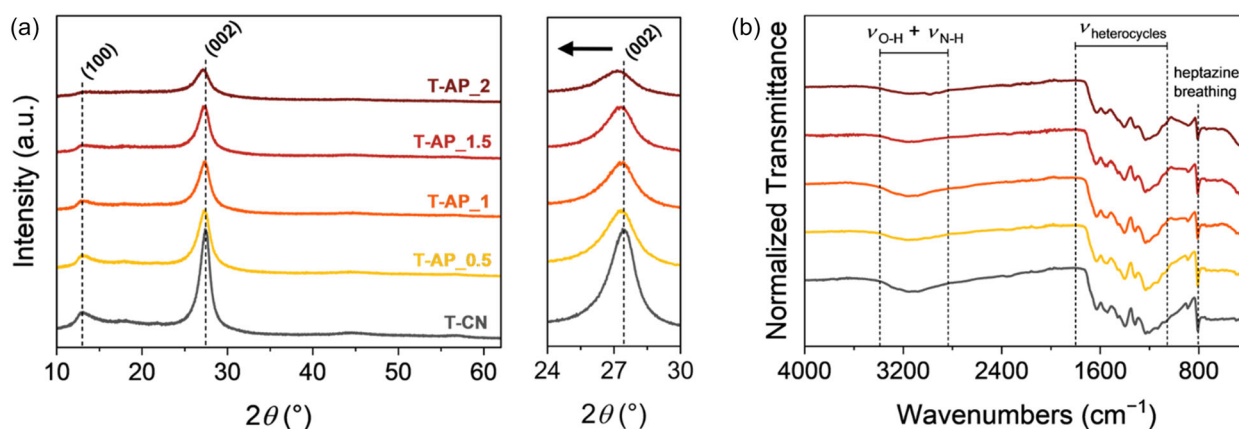 (a)
Intensity (a.u.)
(100)
(002)
T-AP_2
T-AP_1.5
T-AP_1
T-AP_0.5
T-CN
10 20 30 40 50 60
2θ (°)
(002)
24 27 30
2θ (°)
(b)
Normalized Transmittance
νO-H + νN-H
νheterocycles
heptazine
breathing
4000 3200 2400 1600 800
Wavenumbers (cm⁻¹)